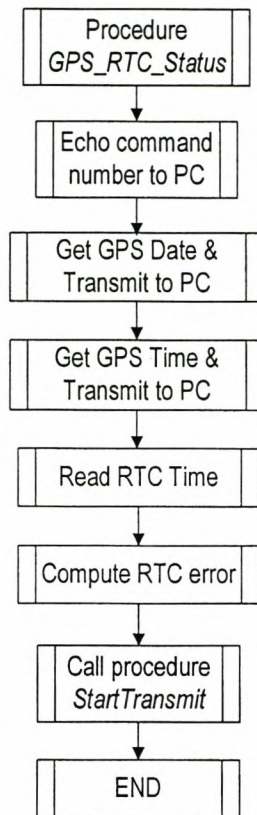 Procedure
GPS_RTC_Status
Echo command
number to PC
Get GPS Date &
Transmit to PC
Get GPS Time &
Transmit to PC
Read RTC Time
Compute RTC error
Call procedure
StartTransmit
END